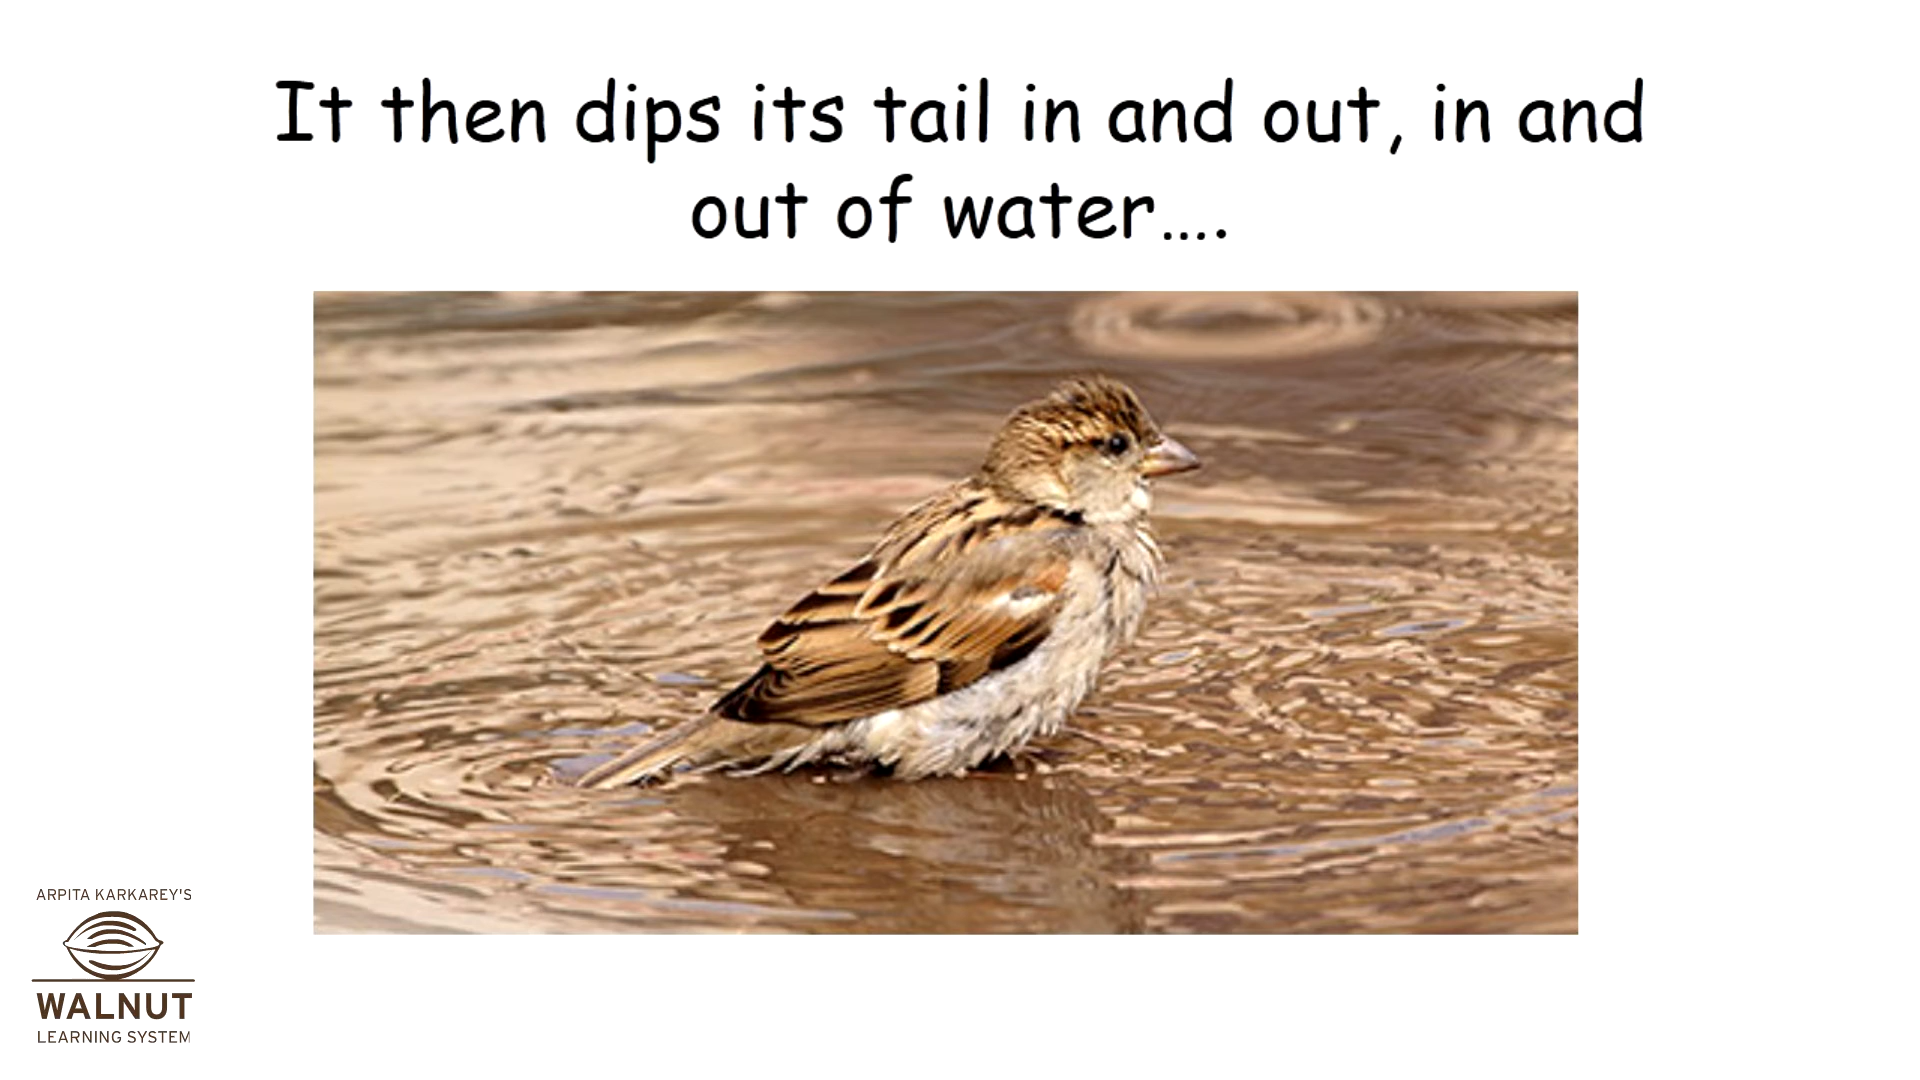 It then dips its tail in and out, in and
out of water….
ARPITA KARKAREY'S
WALNUT
LEARNING SYSTEM